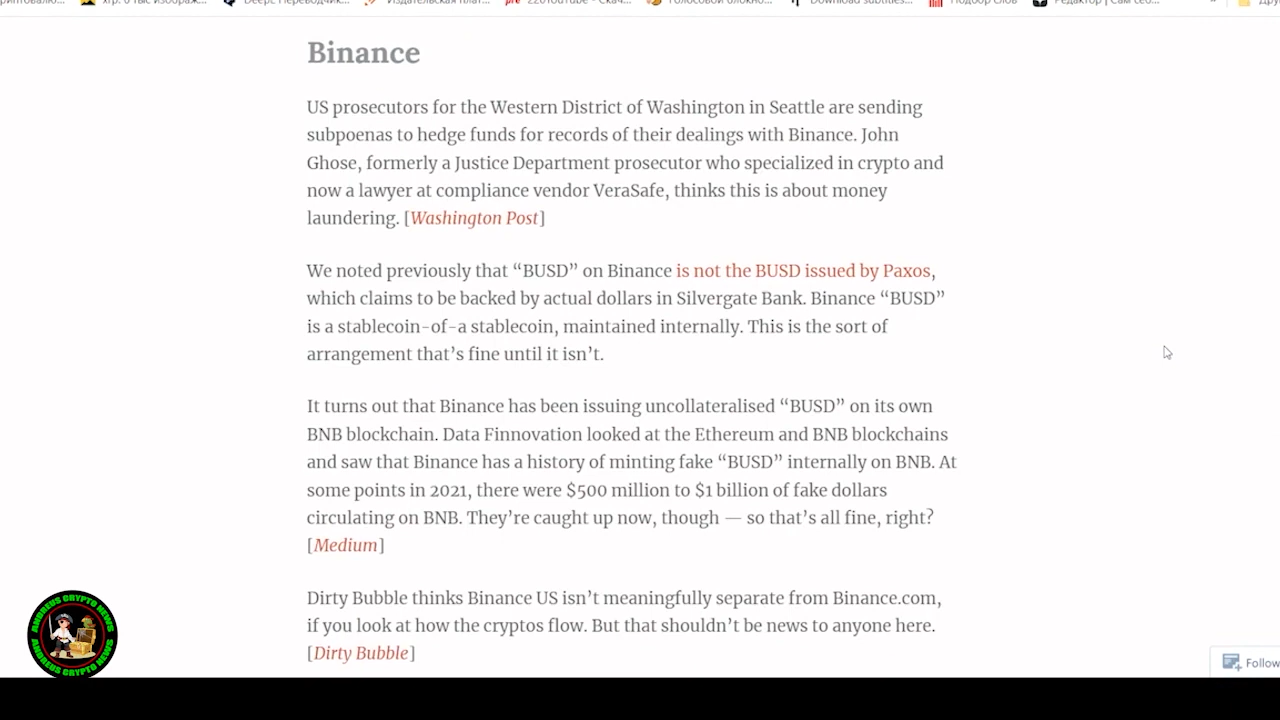 Binance
US prosecutors for the Western District of Washington in Seattle are sending
subpoenas to hedge funds for records of their dealings with Binance. John
Ghose, formerly a Justice Department prosecutor who specialized in crypto and
now a lawyer at compliance vendor VeraSafe, thinks this is about money
laundering. [Washington Post]
We noted previously that “BUSD” on Binance is not the BUSD issued by Paxos,
which claims to be backed by actual dollars in Silvergate Bank. Binance “BUSD”
is a stablecoin-of-a stablecoin, maintained internally. This is the sort of
arrangement that’s fine until it isn’t.
It turns out that Binance has been issuing uncollateralised “BUSD” on its own
BNB blockchain. Data Finnovation looked at the Ethereum and BNB blockchains
and saw that Binance has a history of minting fake “BUSD” internally on BNB. At
some points in 2021, there were $500 million to $1 billion of fake dollars
circulating on BNB. They’re caught up now, though — so that’s all fine, right?
[Medium]
Dirty Bubble thinks Binance US isn’t meaningfully separate from Binance.com,
if you look at how the cryptos flow. But that shouldn’t be news to anyone here.
[Dirty Bubble]
Follow
ANDREUS CRYPTO NEWS
ANDREUS CRYPTO NEWS